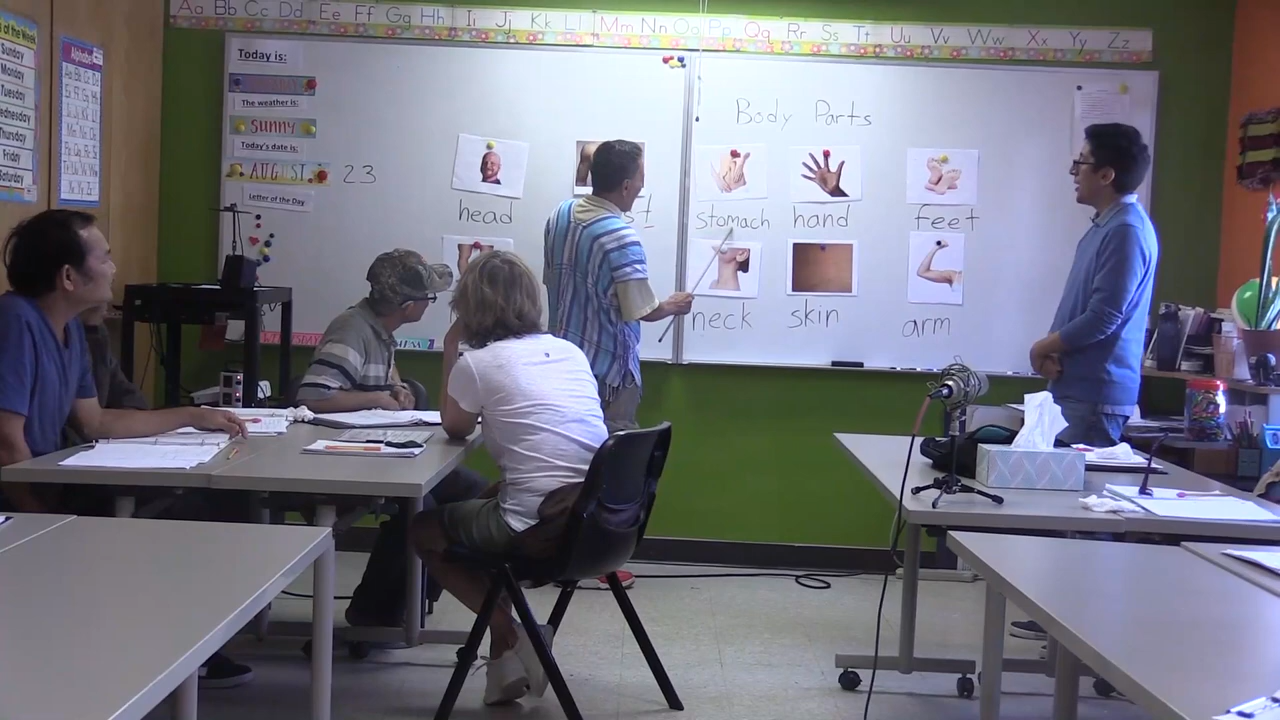 Aa Bb Cc Dd Ee Ff Gg Hh Ii Jj Kk Ll Mm Nn Oo Pp Qq Rr Ss Tt Uu Vv Ww Xx Yy Zz
Today is:
The weather is:
SUNNY
Today's date is:
AUGUST 23
Letter of the Day
Sunday
Monday
Tuesday
Wednesday
Thursday
Friday
Saturday
Alphabet
Body Parts
head
stomach
hand
feet
neck
skin
arm